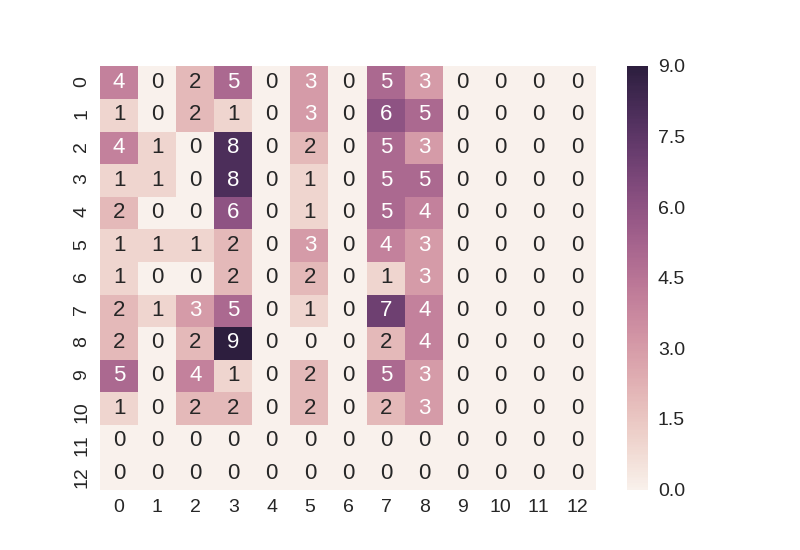 9.0
0 4 0 2 5 0 3 0 5 3 0 0 0 0
1 1 0 2 1 0 3 0 6 5 0 0 0 0
7.5
2 4 1 0 8 0 2 0 5 3 0 0 0 0
3 1 1 0 8 0 1 0 5 5 0 0 0 0
6.0
4 2 0 0 6 0 1 0 5 4 0 0 0 0
5 1 1 1 2 0 3 0 4 3 0 0 0 0
4.5
6 1 0 0 2 0 2 0 1 3 0 0 0 0
7 2 1 3 5 0 1 0 7 4 0 0 0 0
8 2 0 2 9 0 0 0 2 4 0 0 0 0
3.0
9 5 0 4 1 0 2 0 5 3 0 0 0 0
10 1 0 2 2 0 2 0 2 3 0 0 0 0
1.5
11 0 0 0 0 0 0 0 0 0 0 0 0 0
12 0 0 0 0 0 0 0 0 0 0 0 0 0
0.0
0 1 2 3 4 5 6 7 8 9 10 11 12